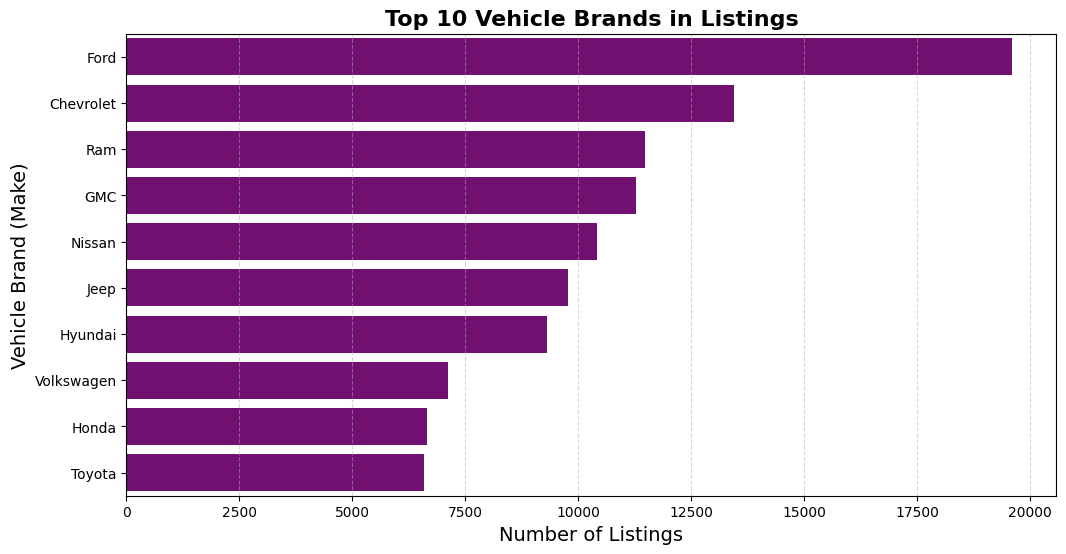 Top 10 Vehicle Brands in Listings
Vehicle Brand (Make)
Ford
Chevrolet
Ram
GMC
Nissan
Jeep
Hyundai
Volkswagen
Honda
Toyota
0 2500 5000 7500 10000 12500 15000 17500 20000
Number of Listings